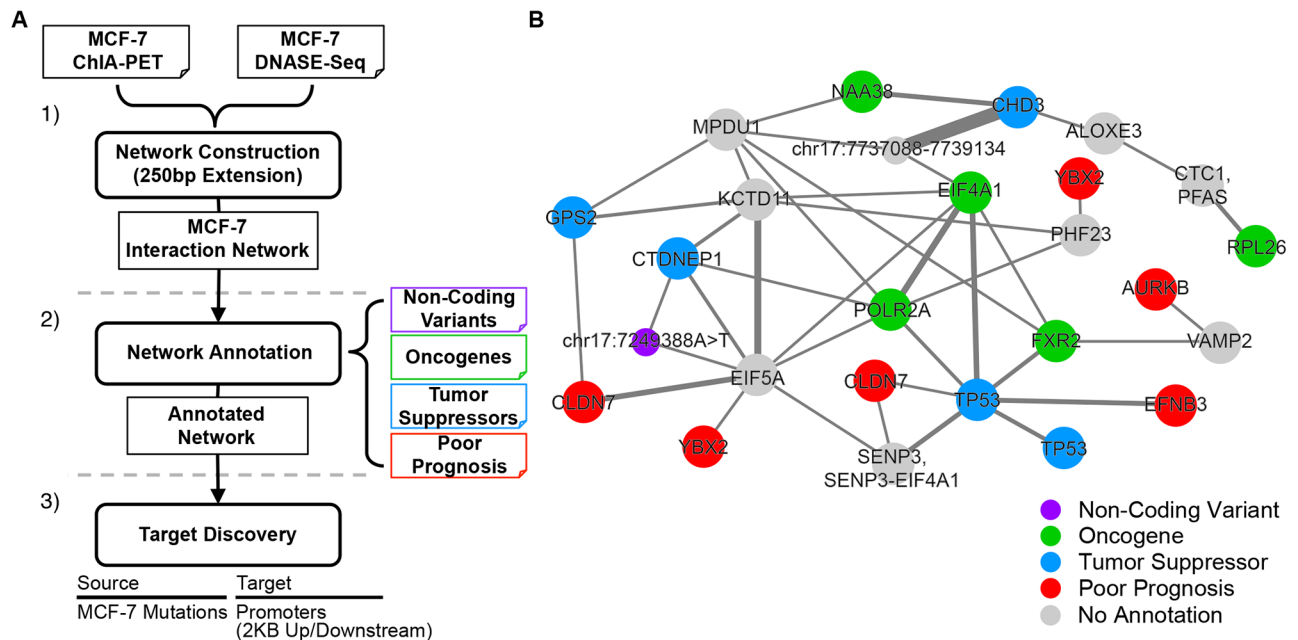 A
MCF-7
ChIA-PET
MCF-7
DNASE-Seq
1)
Network Construction
(250bp Extension)
MCF-7
Interaction Network
2)
Network Annotation
Non-Coding
Variants
Oncogenes
Tumor
Suppressors
Poor
Prognosis
Annotated
Network
3)
Target Discovery
Source
Target
MCF-7 Mutations
Promoters
(2KB Up/Downstream)
B
NAA38
CHD3
MPDU1
ALOXE3
chr17:7737088-7739134
YBX2
CTC1,
PFAS
EIF4A1
KCTD11
GPS2
PHF23
RPL26
CTDNEP1
AURKB
POLR2A
chr17:7249388A>T
FXR2
VAMP2
EIF5A
CLDN7
CLDN7
TP53
EFNB3
YBX2
TP53
SENP3,
SENP3-EIF4A1
Non-Coding Variant
Oncogene
Tumor Suppressor
Poor Prognosis
No Annotation